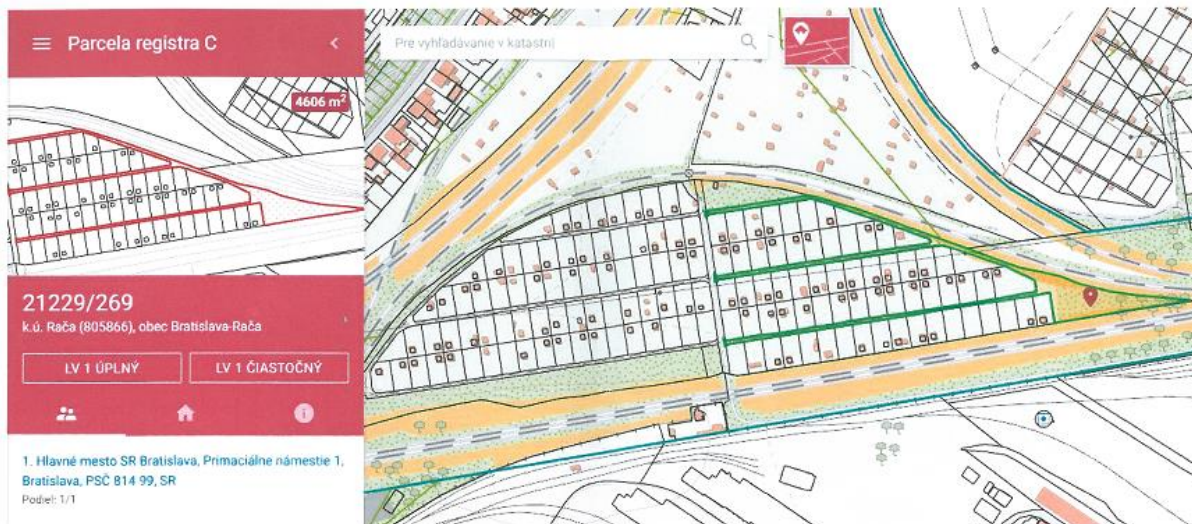 Parcela registra C
4606 m²
21229/269
k.ú. Rača (805866), obec Bratislava-Rača
LV 1 ÚPLNÝ
LV 1 ČIASTOČNÝ
1. Hlavné mesto SR Bratislava, Primaciálne námestie 1,
Bratislava, PSČ 814 99, SR
Podiel: 1/1
Pre vyhľadávanie v katastri